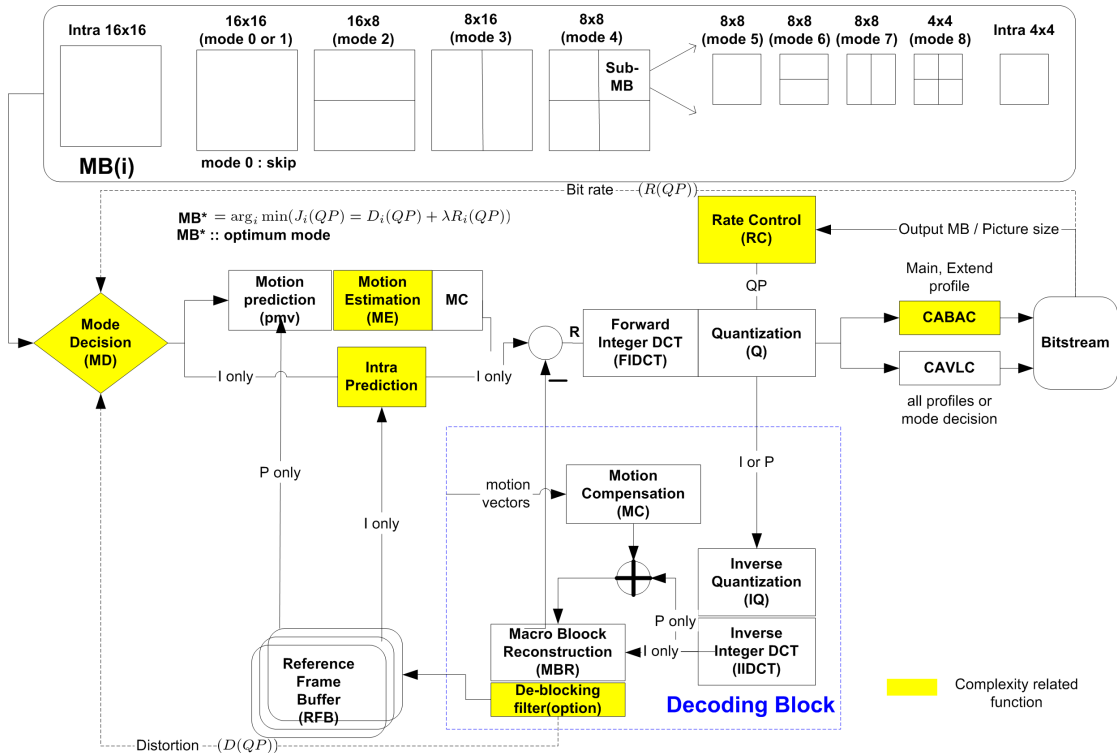 Intra 16x16
16x16
(mode 0 or 1)
16x8
(mode 2)
8x16
(mode 3)
8x8
(mode 4)
8x8
(mode 5)
8x8
(mode 6)
8x8
(mode 7)
4x4
(mode 8)
Intra 4x4
Sub-
MB
MB(i)
mode 0 : skip
Bit rate (R(QP))
MB* = arg_i min(J_i(QP) = D_i(QP) + λR_i(QP))
MB* :: optimum mode
Rate Control
(RC)
Output MB / Picture size
QP
Main, Extend
profile
Motion
prediction
(pmv)
Motion
Estimation
(ME)
MC
Mode
Decision
(MD)
I only
Intra
Prediction
I only
R
Forward
Integer DCT
(FIDCT)
Quantization
(Q)
CABAC
CAVLC
Bitstream
all profiles or
mode decision
P only
I only
I or P
motion
vectors
Motion
Compensation
(MC)
Inverse
Quantization
(IQ)
P only
I only
Inverse
Integer DCT
(IIDCT)
Macro Bloock
Reconstruction
(MBR)
De-blocking
filter(option)
Decoding Block
Reference
Frame
Buffer
(RFB)
Complexity related
function
Distortion (D(QP))